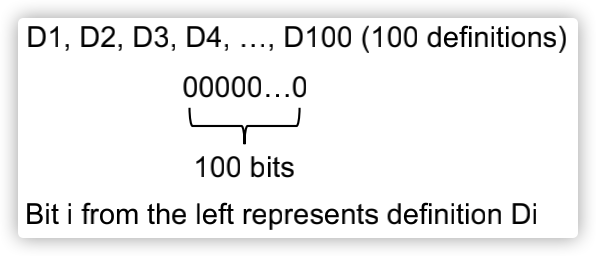 D1, D2, D3, D4, …, D100 (100 definitions)
00000…0
100 bits
Bit i from the left represents definition Di